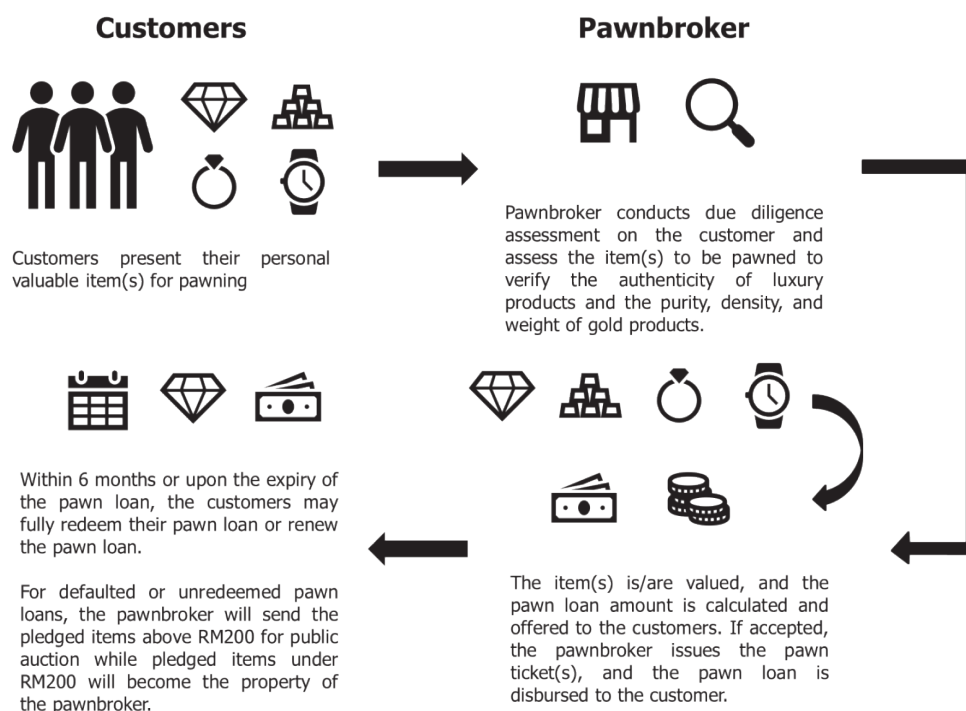 Customers
Pawnbroker
Customers present their personal
valuable item(s) for pawning
Pawnbroker conducts due diligence
assessment on the customer and
assess the item(s) to be pawned to
verify the authenticity of luxury
products and the purity, density, and
weight of gold products.
The item(s) is/are valued, and the
pawn loan amount is calculated and
offered to the customers. If accepted,
the pawnbroker issues the pawn
ticket(s), and the pawn loan is
disbursed to the customer.
Within 6 months or upon the expiry of
the pawn loan, the customers may
fully redeem their pawn loan or renew
the pawn loan.
For defaulted or unredeemed pawn
loans, the pawnbroker will send the
pledged items above RM200 for public
auction while pledged items under
RM200 will become the property of
the pawnbroker.